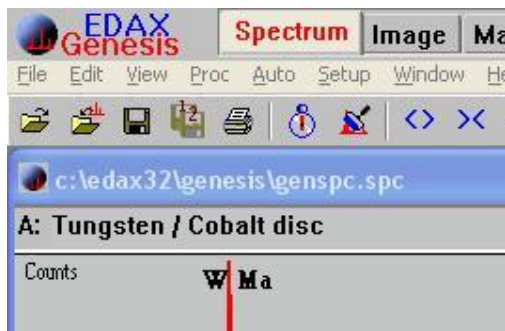 EDAX
Genesis
Spectrum Image Ma
File Edit View Proc Auto Setup Window He
c:\edax32\genesis\genspc.spc
A: Tungsten / Cobalt disc
Counts
W Ma